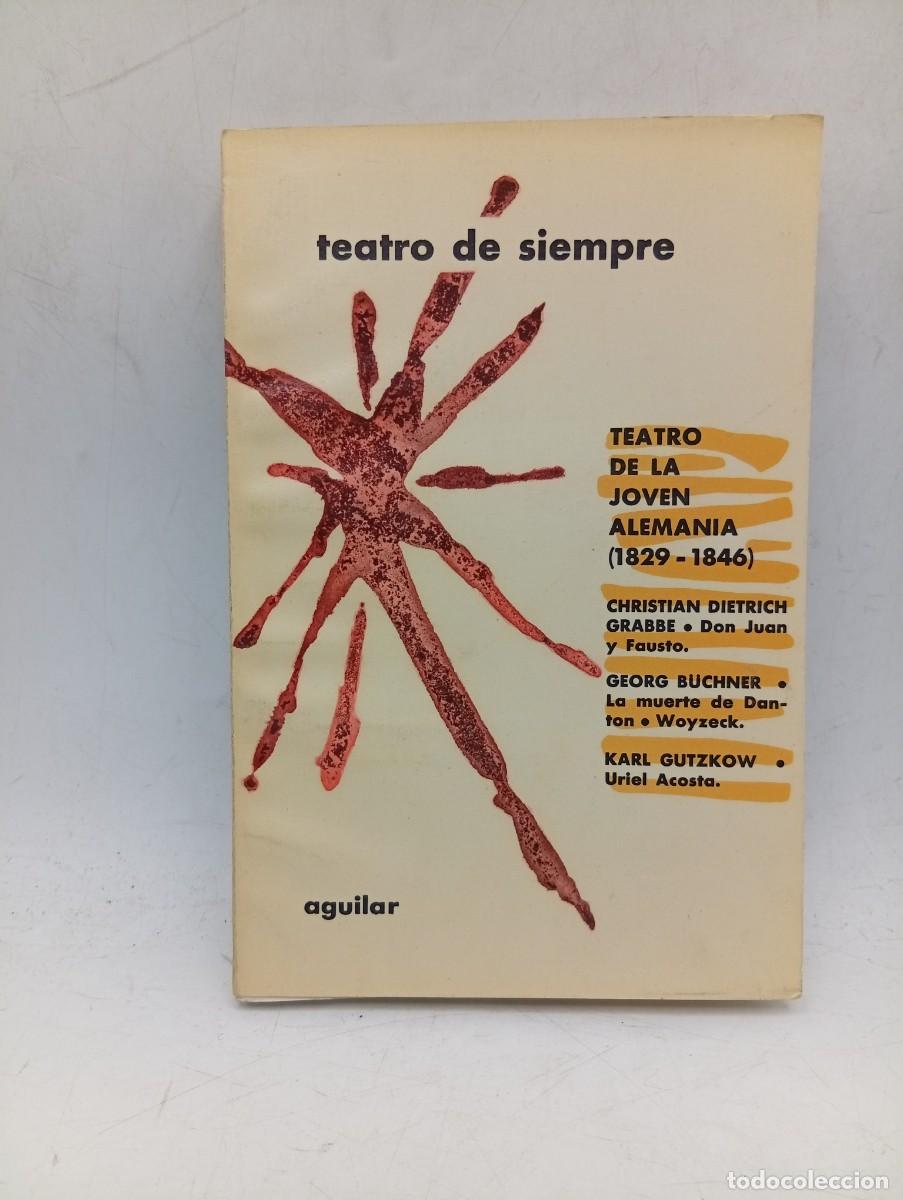 teatro de siempre
TEATRO
DE LA
JOVEN
ALEMANIA
(1829 - 1846)
CHRISTIAN DIETRICH
GRABBE • Don Juan
y Fausto.
GEORG BÜCHNER •
La muerte de Dan-
ton • Woyzeck.
KARL GUTZKOW •
Uriel Acosta.
aguilar
todocoleccion